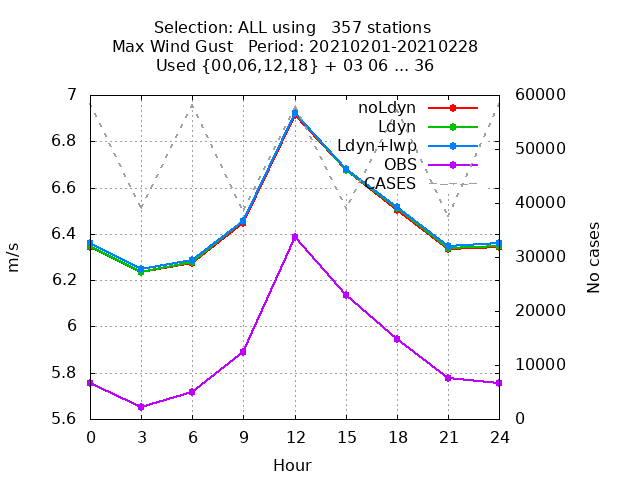 Selection: ALL using   357 stations
Max Wind Gust   Period: 20210201-20210228
Used {00,06,12,18} + 03 06 ... 36
7
6.8
6.6
6.4
6.2
6
5.8
5.6
60000
50000
40000
30000
20000
10000
0
noLdyn
Ldyn
Ldyn+lwp
OBS
CASES
m/s
No cases
0 3 6 9 12 15 18 21 24
Hour